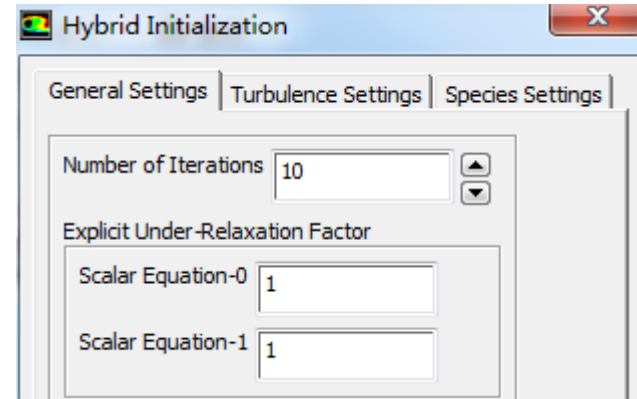 Hybrid Initialization
General Settings Turbulence Settings Species Settings
Number of Iterations 10
Explicit Under-Relaxation Factor
Scalar Equation-0 1
Scalar Equation-1 1